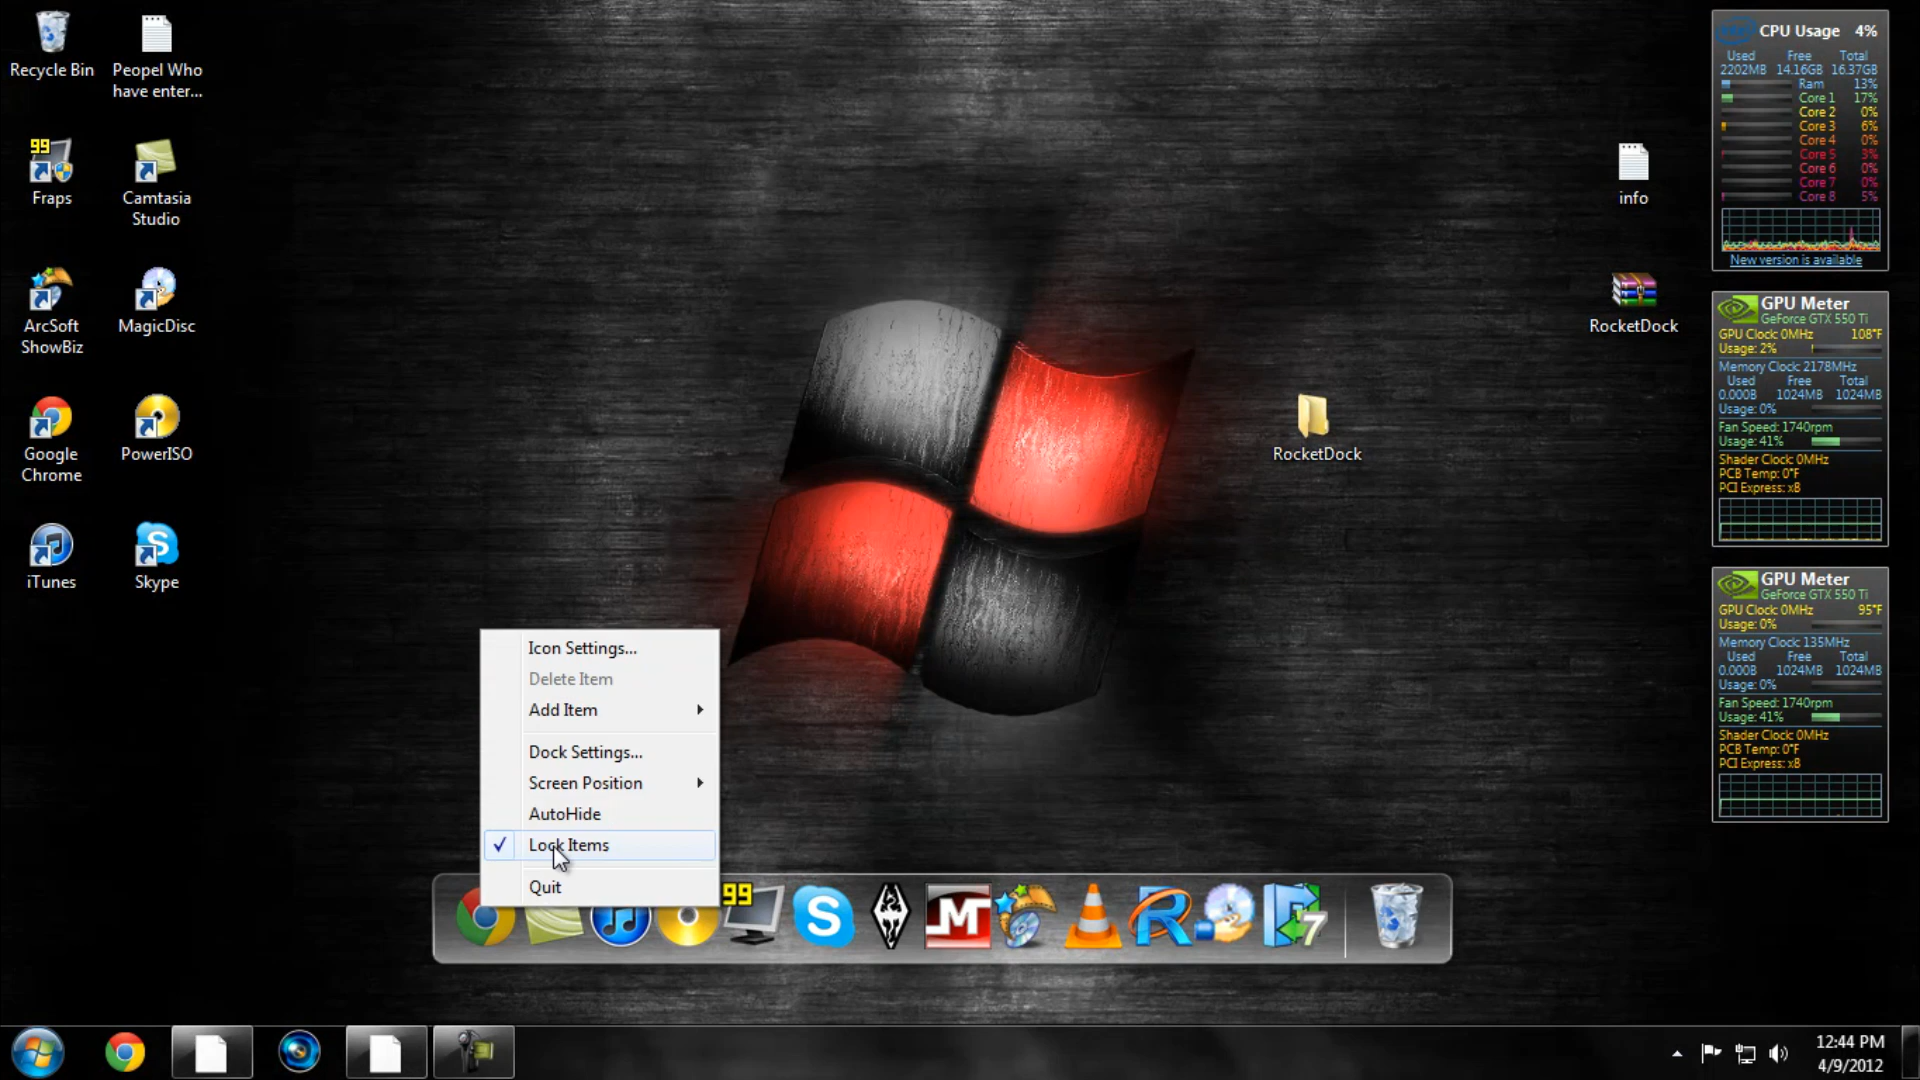 Recycle Bin
Peopel Who
have enter...
99
Fraps
Camtasia
Studio
ArcSoft
ShowBiz
MagicDisc
Google
Chrome
PowerISO
iTunes
S
Skype
info
RocketDock
RocketDock
CPU Usage 4%
Used Free Total
2202MB 14.16GB 16.37GB
Ram 13%
Core 1 17%
Core 2 0%
Core 3 6%
Core 4 0%
Core 5 3%
Core 6 0%
Core 7 0%
Core 8 5%
New version is available
GPU Meter
GeForce GTX 550 Ti
GPU Clock: 0MHz 108°F
Usage: 2%
Memory Clock: 2178MHz
Used Free Total
0.000B 1024MB 1024MB
Usage: 0%
Fan Speed: 1740rpm
Usage: 41%
Shader Clock: 0MHz
PCB Temp: 0°F
PCI Express: x8
GPU Meter
GeForce GTX 550 Ti
GPU Clock: 0MHz 95°F
Usage: 0%
Memory Clock: 135MHz
Used Free Total
0.000B 1024MB 1024MB
Usage: 0%
Fan Speed: 1740rpm
Usage: 41%
Shader Clock: 0MHz
PCB Temp: 0°F
PCI Express: x8
Icon Settings...
Delete Item
Add Item
Dock Settings...
Screen Position
AutoHide
Lock Items
Quit
99
S
M
R
7
12:44 PM
4/9/2012